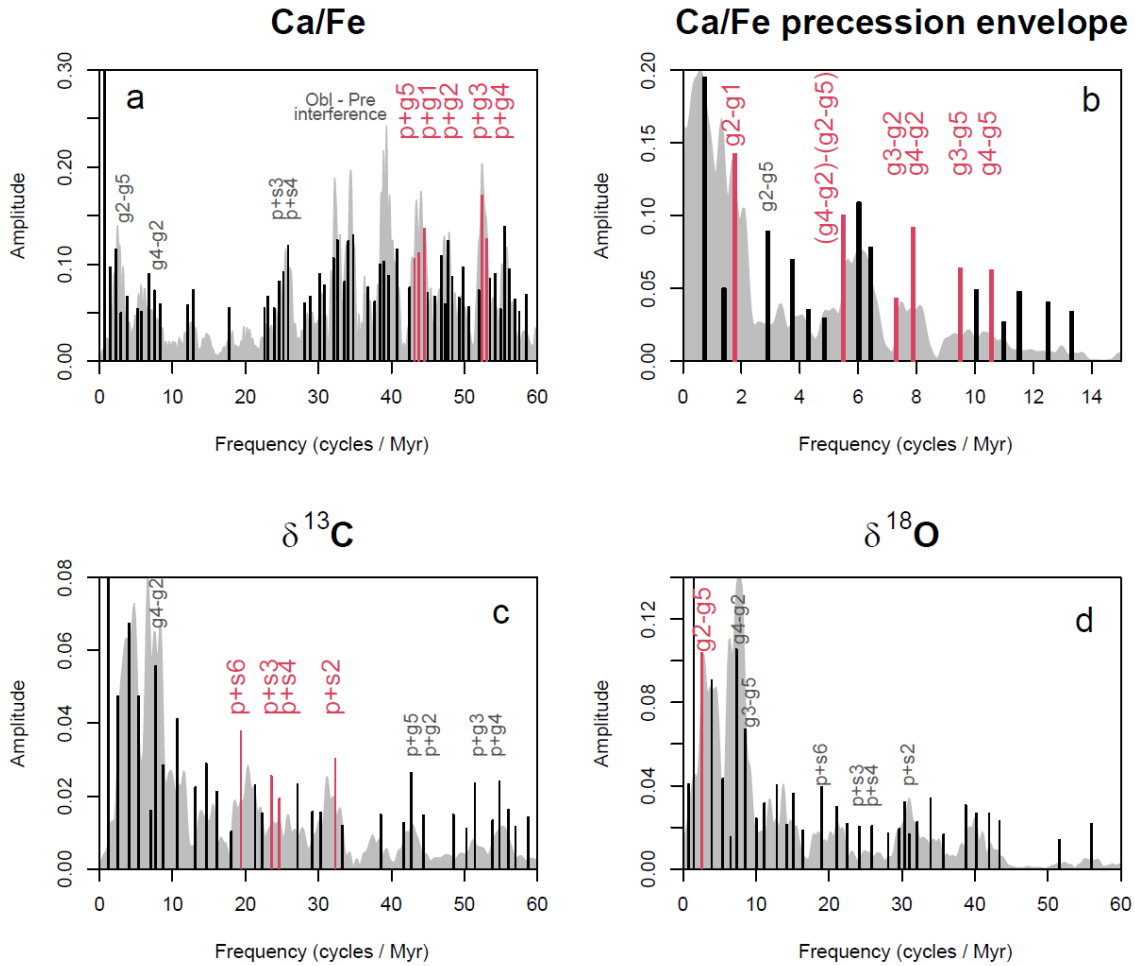 Ca/Fe
Amplitude
0.00 0.10 0.20 0.30
a
g2-g5
g4-g2
p+s3
p+s4
Obl - Pre
interference
p+g5
p+g1
p+g2
p+g3
p+g4
0 10 20 30 40 50 60
Frequency (cycles / Myr)
Ca/Fe precession envelope
Amplitude
0.00 0.05 0.10 0.15 0.20
b
g2-g1
g2-g5
(g4-g2)-(g2-g5)
g3-g2
g4-g2
g3-g5
g4-g5
0 2 4 6 8 10 12 14
Frequency (cycles / Myr)
δ 13C
Amplitude
0.00 0.02 0.04 0.06 0.08
c
g4-g2
p+s6
p+s3
p+s4
p+s2
p+g5
p+g2
p+g3
p+g4
0 10 20 30 40 50 60
Frequency (cycles / Myr)
δ 18O
Amplitude
0.00 0.04 0.08 0.12
d
g2-g5
g4-g2
g3-g5
p+s6
p+s3
p+s4
p+s2
0 10 20 30 40 50 60
Frequency (cycles / Myr)